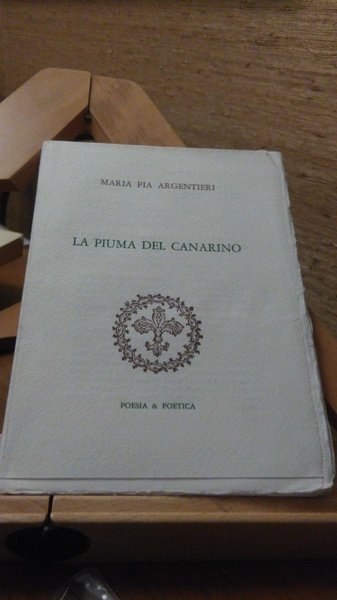 MARIA PIA ARGENTIERI
LA PIUMA DEL CANARINO
POESIA & POETICA